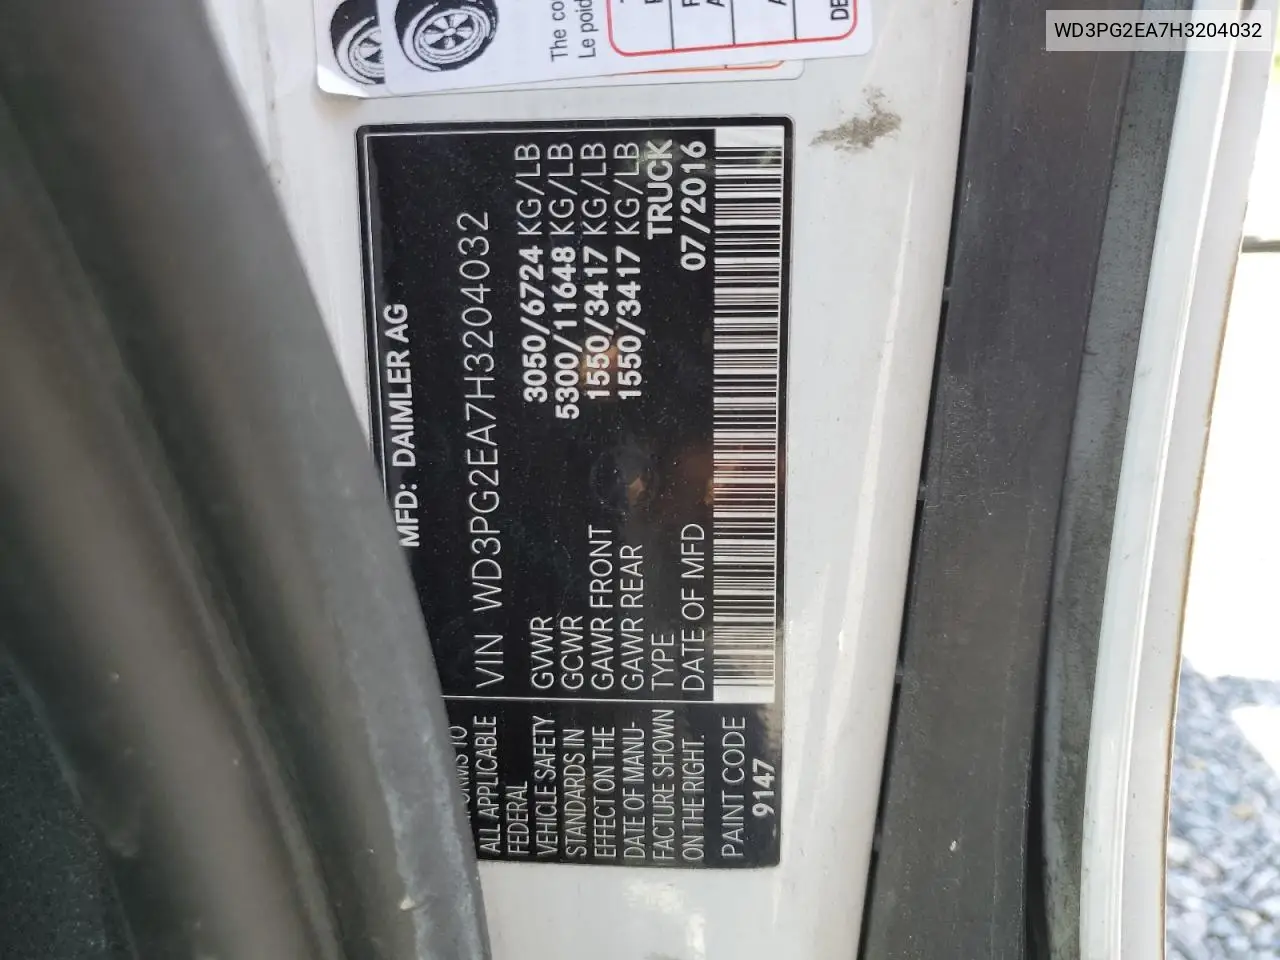 WD3PG2EA7H3204032
The co
Le poid
DE
MFD: DAIMLER AG
VIN WD3PG2EA7H3204032
GVWR 3050/6724 KG/LB
GCWR 5300/11648 KG/LB
GAWR FRONT 1550/3417 KG/LB
GAWR REAR 1550/3417 KG/LB
TYPE TRUCK
DATE OF MFD 07/2016
ALL APPLICABLE
FEDERAL
VEHICLE SAFETY
STANDARDS IN
EFFECT ON THE
DATE OF MANU-
FACTURE SHOWN
ON THE RIGHT.
PAINT CODE
9147